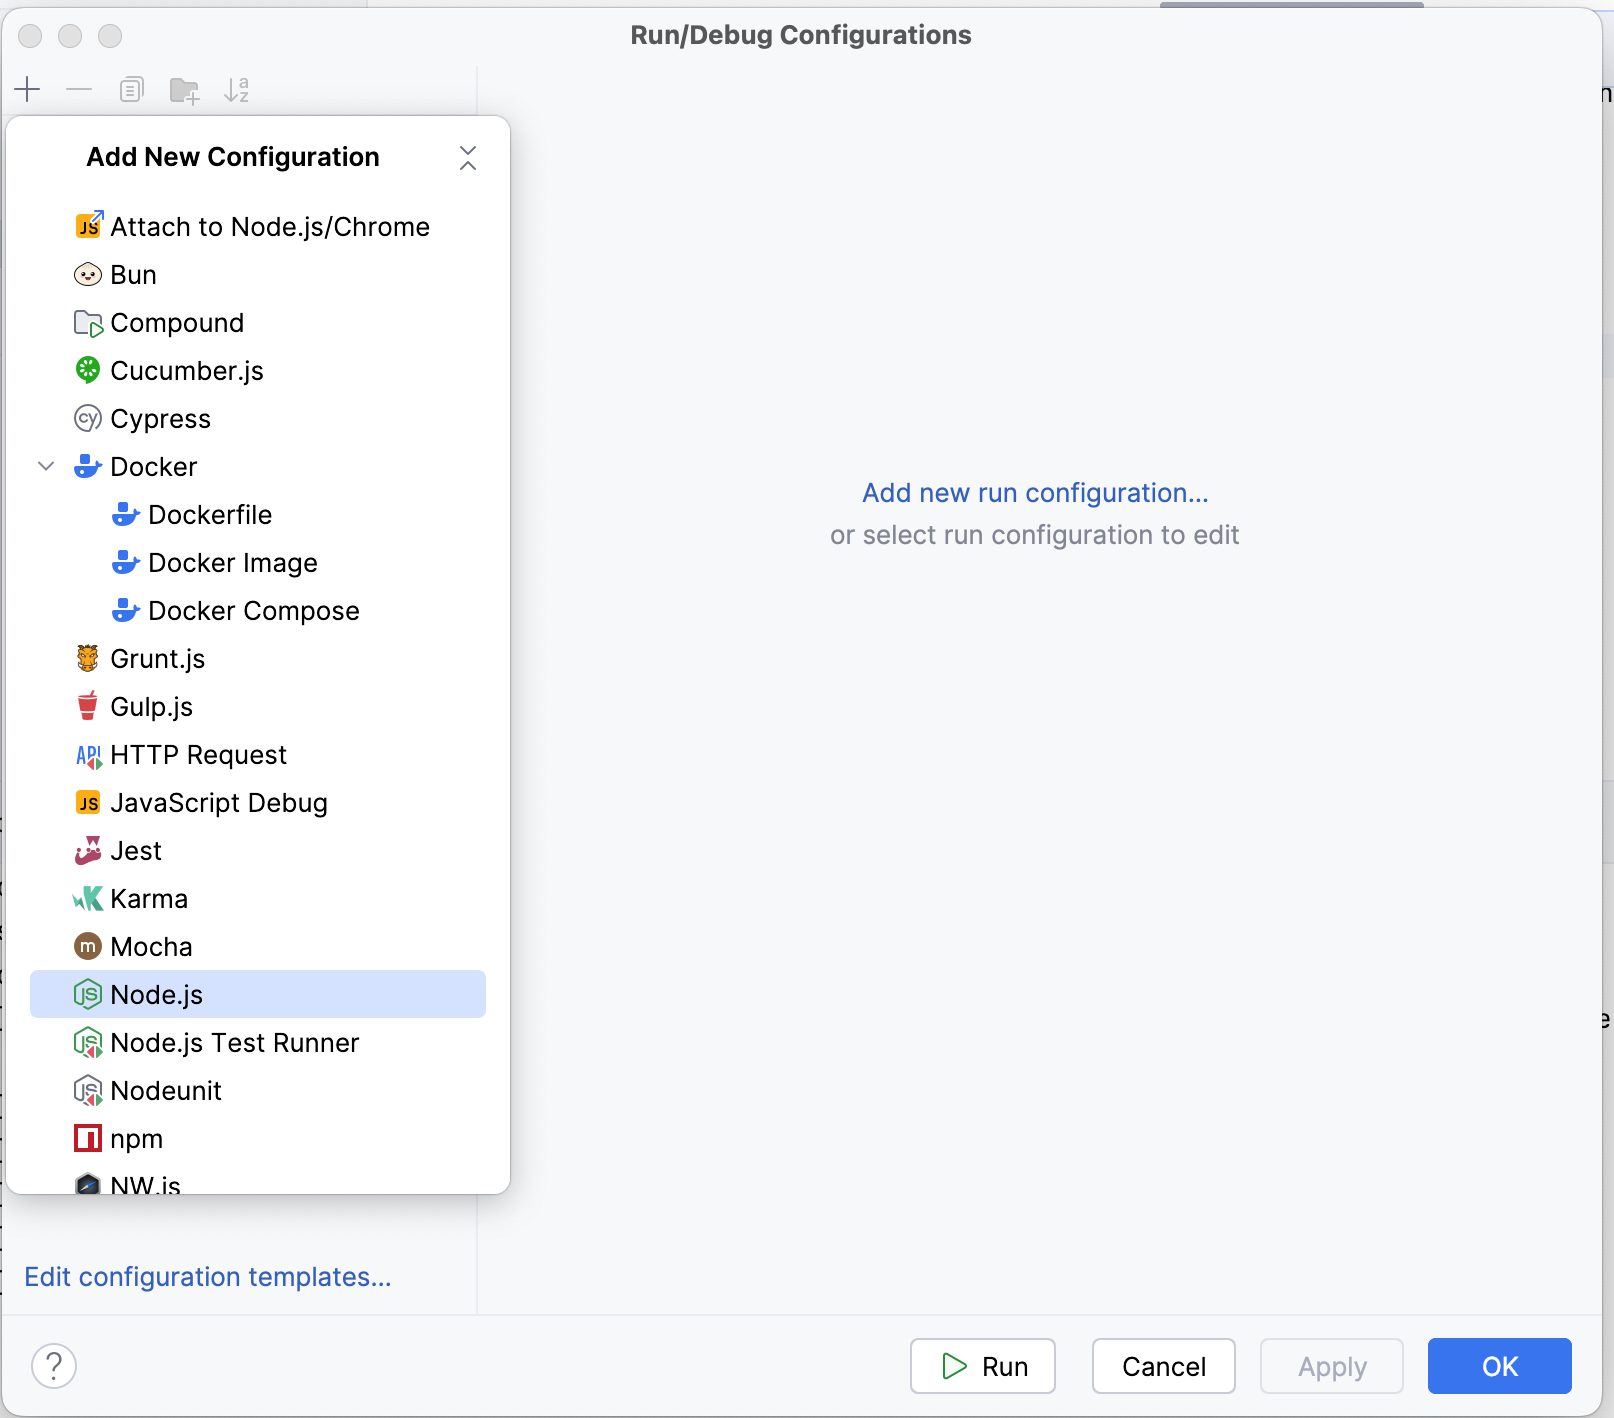 Run/Debug Configurations
Add New Configuration
Attach to Node.js/Chrome
Bun
Compound
Cucumber.js
Cypress
Docker
Dockerfile
Docker Image
Docker Compose
Grunt.js
Gulp.js
HTTP Request
JavaScript Debug
Jest
Karma
Mocha
Node.js
Node.js Test Runner
Nodeunit
npm
NW.js
Add new run configuration...
or select run configuration to edit
Edit configuration templates...
? Run Cancel Apply OK